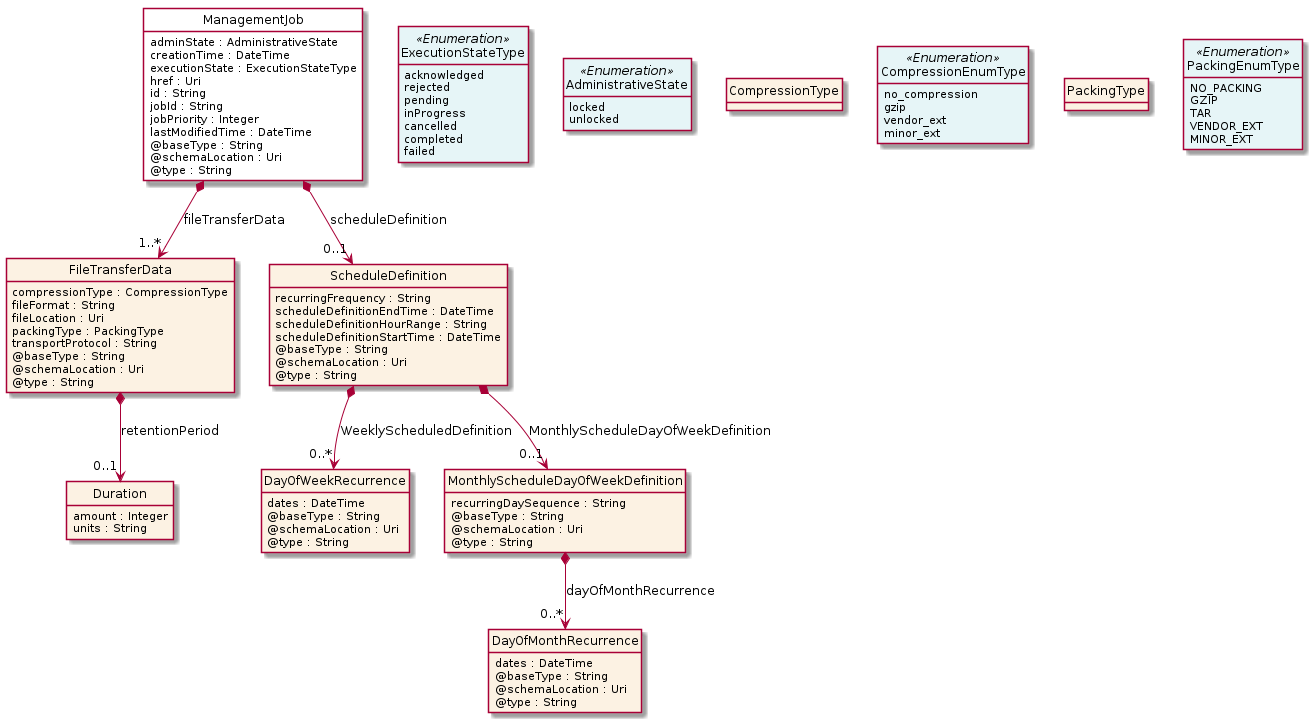 ManagementJob
adminState : AdministrativeState
creationTime : DateTime
executionState : ExecutionStateType
href : Uri
id : String
jobId : String
jobPriority : Integer
lastModifiedTime : DateTime
@baseType : String
@schemaLocation : Uri
@type : String
«Enumeration»
ExecutionStateType
acknowledged
rejected
pending
inProgress
cancelled
completed
failed
«Enumeration»
AdministrativeState
locked
unlocked
CompressionType
«Enumeration»
CompressionEnumType
no_compression
gzip
vendor_ext
minor_ext
PackingType
«Enumeration»
PackingEnumType
NO_PACKING
GZIP
TAR
VENDOR_EXT
MINOR_EXT
fileTransferData
1..*
scheduleDefinition
0..1
FileTransferData
compressionType : CompressionType
fileFormat : String
fileLocation : Uri
packingType : PackingType
transportProtocol : String
@baseType : String
@schemaLocation : Uri
@type : String
ScheduleDefinition
recurringFrequency : String
scheduleDefinitionEndTime : DateTime
scheduleDefinitionHourRange : String
scheduleDefinitionStartTime : DateTime
@baseType : String
@schemaLocation : Uri
@type : String
retentionPeriod
0..1
WeeklyScheduledDefinition
0..*
MonthlyScheduleDayOfWeekDefinition
0..1
Duration
amount : Integer
units : String
DayOfWeekRecurrence
dates : DateTime
@baseType : String
@schemaLocation : Uri
@type : String
MonthlyScheduleDayOfWeekDefinition
recurringDaySequence : String
@baseType : String
@schemaLocation : Uri
@type : String
dayOfMonthRecurrence
0..*
DayOfMonthRecurrence
dates : DateTime
@baseType : String
@schemaLocation : Uri
@type : String